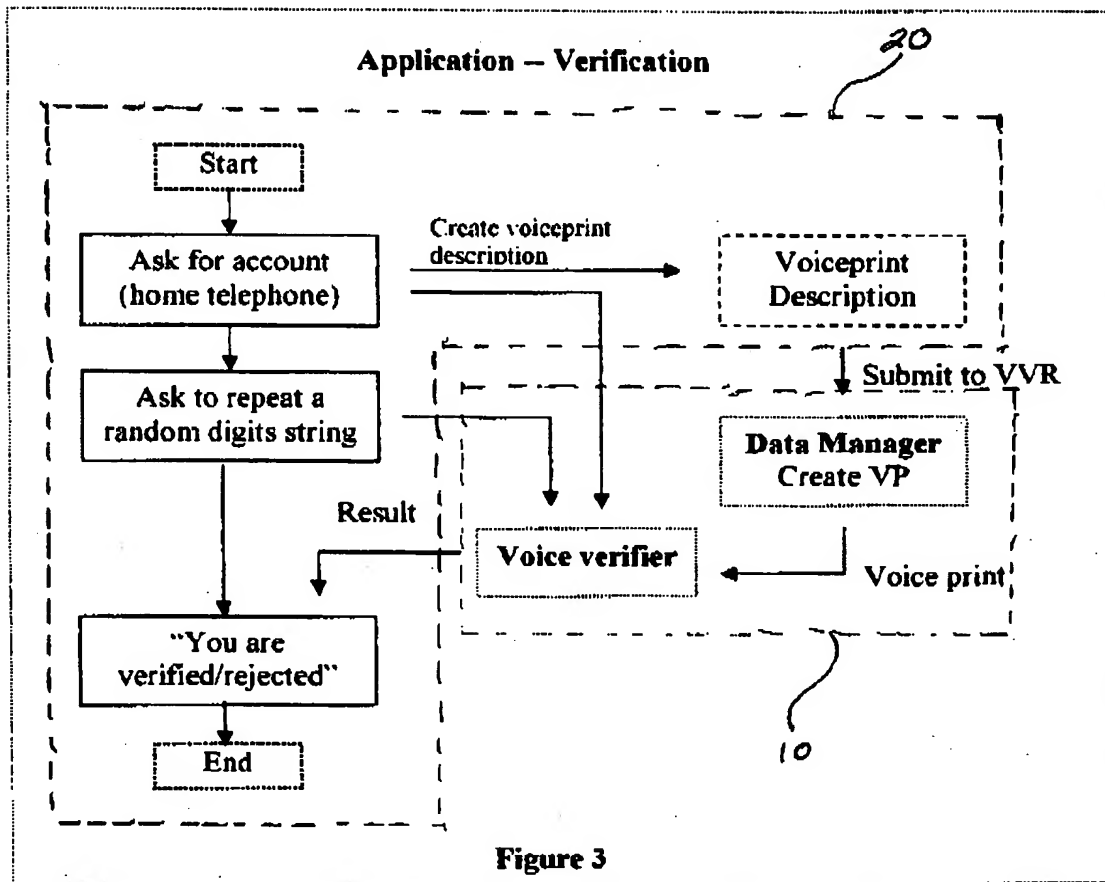 Application – Verification
20
Start
Create voiceprint
description
Ask for account
(home telephone)
Voiceprint
Description
Submit to VVR
Ask to repeat a
random digits string
Data Manager
Create VP
Result
Voice verifier
Voice print
"You are
verified/rejected"
10
End
Figure 3